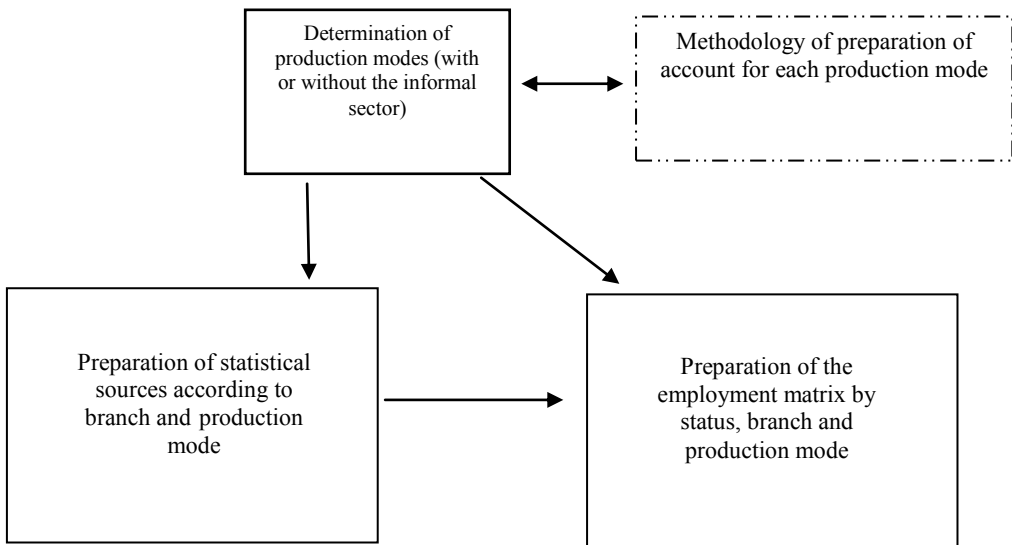 Determination of
production modes (with
or without the informal
sector)
Methodology of preparation of
account for each production mode
Preparation of statistical
sources according to
branch and production
mode
Preparation of the
employment matrix by
status, branch and
production mode